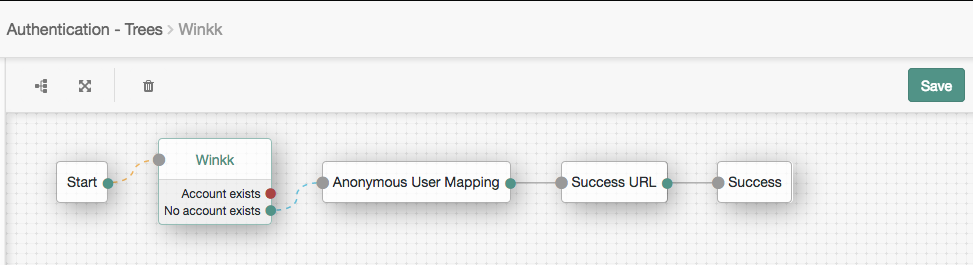 Authentication - Trees > Winkk
Save
Start
Winkk
Account exists
No account exists
Anonymous User Mapping
Success URL
Success